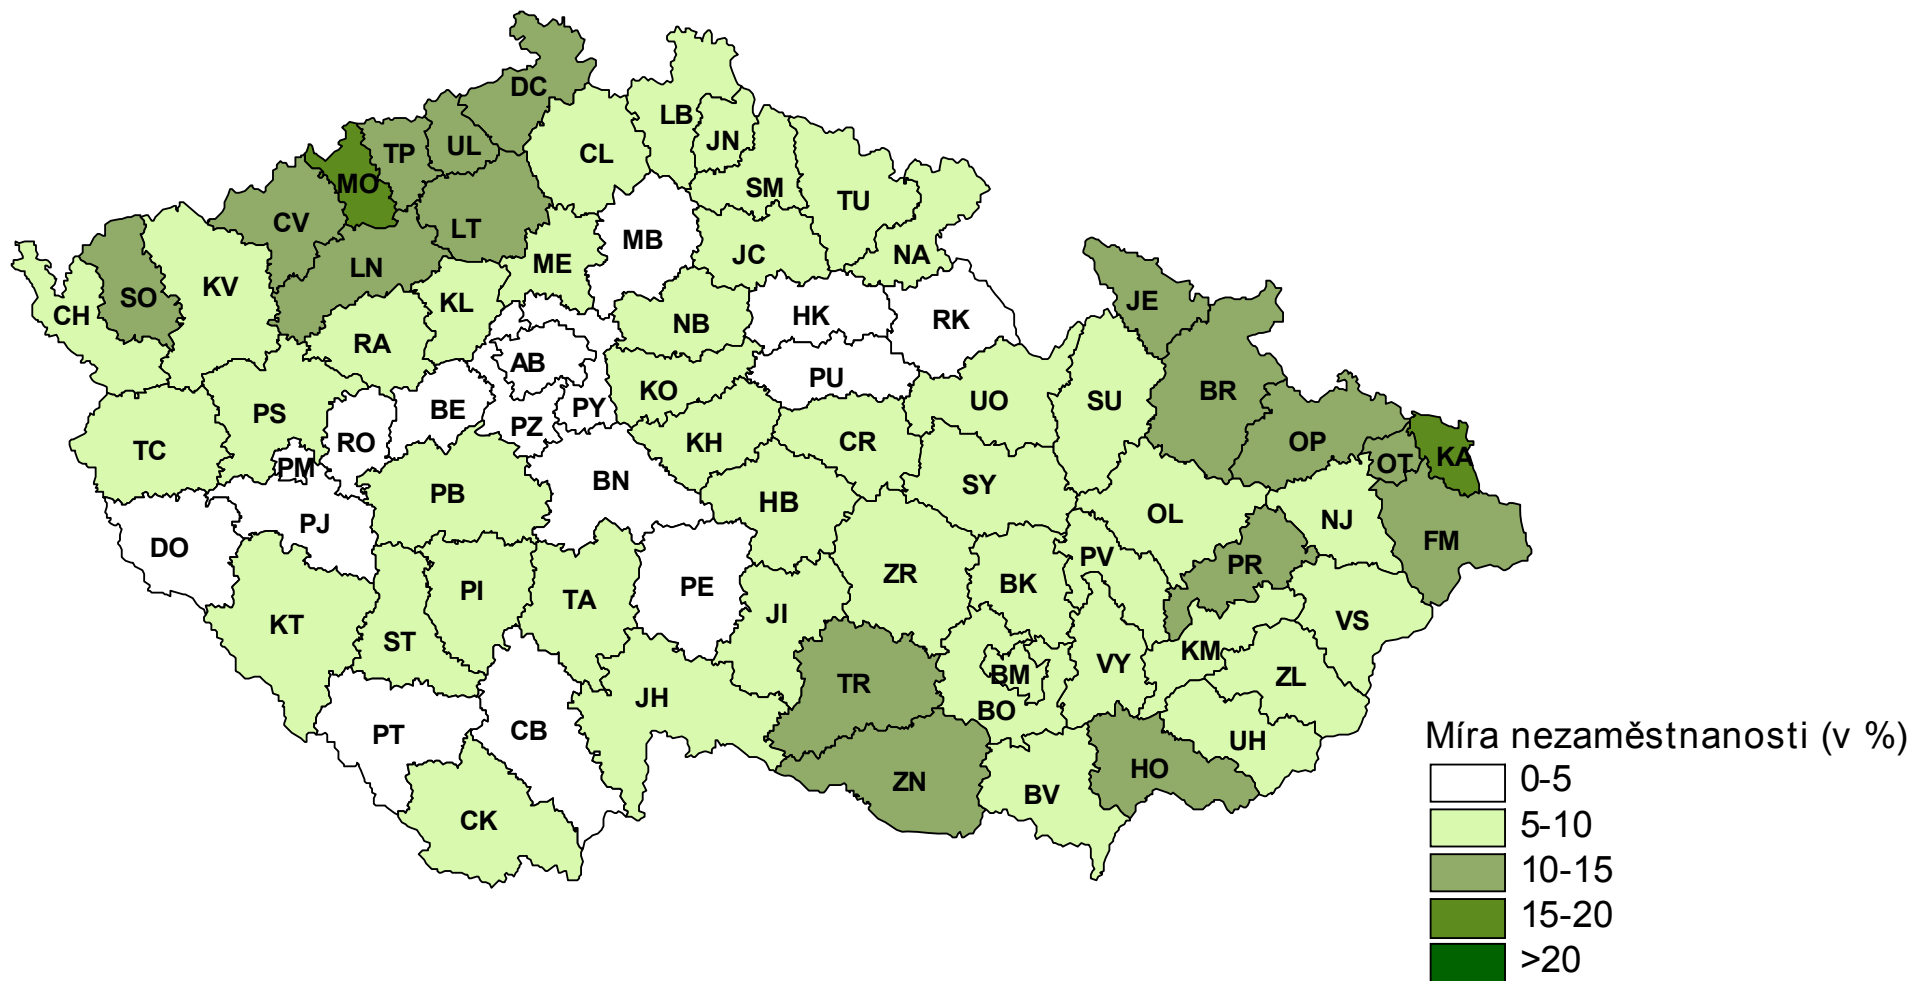 DC
LB
JN
UL
TP
CL
MO
SM
TU
CV
LT
MB
NA
JC
ME
LN
KV
SO
KL
CH
JE
HK
RK
NB
RA
AB
PU
KO
BR
PY
BE
UO
SU
PS
PZ
RO
KH
CR
OP
TC
KA
OT
PM
BN
SY
PB
HB
OL
NJ
PJ
FM
DO
PV
PR
ZR
BK
PE
PI
TA
JI
VS
KT
ST
KM
VY
BM
ZL
TR
JH
BO
CB
PT
UH
HO
ZN
BV
CK
Míra nezaměstnanosti (v %)
0-5
5-10
10-15
15-20
>20